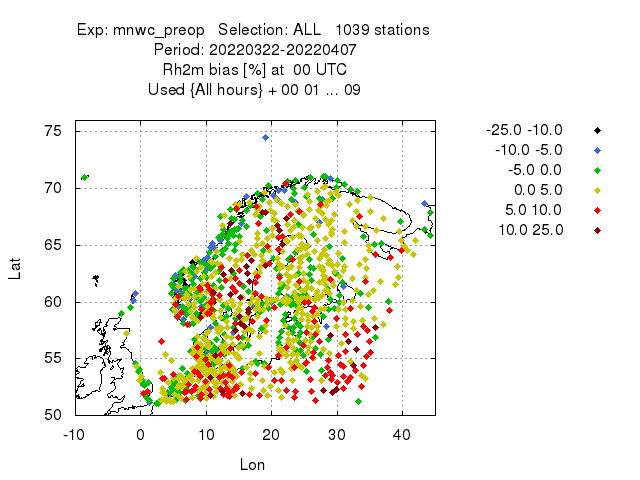 Exp: mnwc_preop   Selection: ALL   1039 stations
Period: 20220322-20220407
Rh2m bias [%] at  00 UTC
Used {All hours} + 00 01 ... 09
-25.0 -10.0
-10.0 -5.0
-5.0 0.0
0.0 5.0
5.0 10.0
10.0 25.0
75
70
65
60
55
50
Lat
-10 0 10 20 30 40
Lon